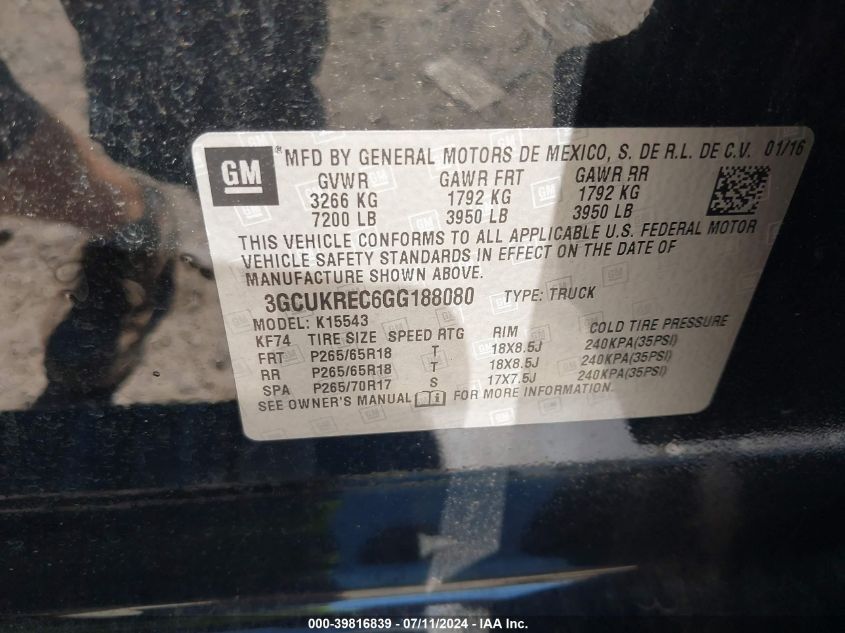 GM ® MFD BY GENERAL MOTORS DE MEXICO, S. DE R.L. DE C.V. 01/16
GVWR GAWR FRT GAWR RR
3266 KG 1792 KG 1792 KG
7200 LB 3950 LB 3950 LB
THIS VEHICLE CONFORMS TO ALL APPLICABLE U.S. FEDERAL MOTOR
VEHICLE SAFETY STANDARDS IN EFFECT ON THE DATE OF
MANUFACTURE SHOWN ABOVE.
3GCUKREC6GG188080 TYPE: TRUCK
MODEL: K15543
KF74 TIRE SIZE SPEED RTG RIM COLD TIRE PRESSURE
FRT P265/65R18 T 18X8.5J 240KPA(35PSI)
RR P265/65R18 T 18X8.5J 240KPA(35PSI)
SPA P265/70R17 S 17X7.5J 240KPA(35PSI)
SEE OWNER'S MANUAL FOR MORE INFORMATION.
000-39816839 - 07/11/2024 - IAA Inc.